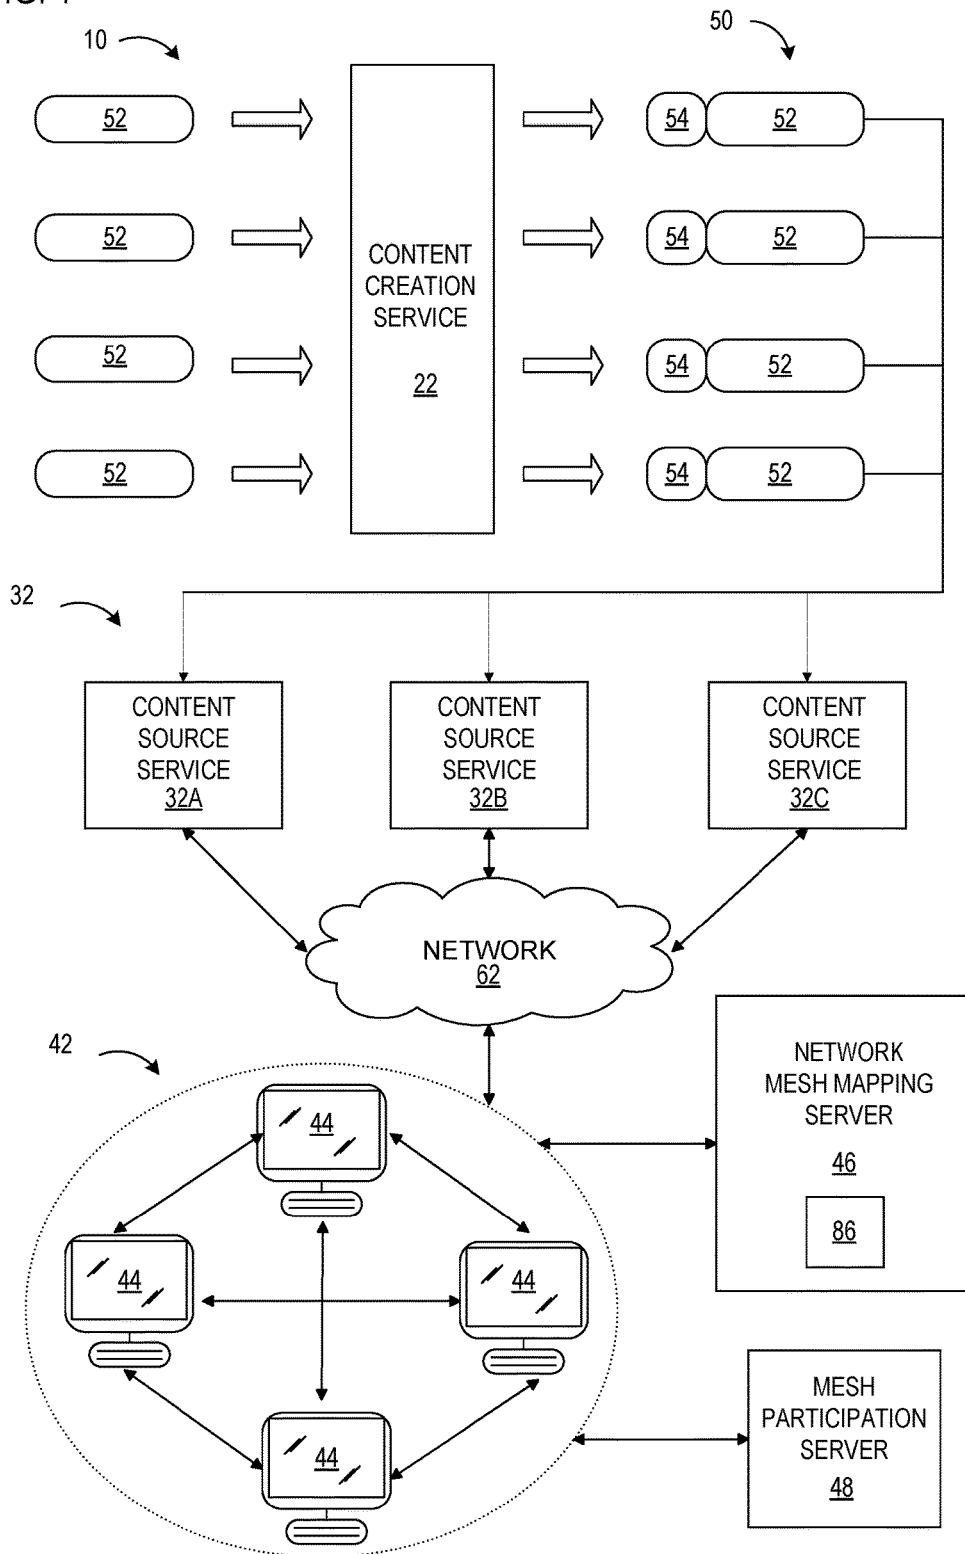 10
50
52
54 52
52
54 52
52
54 52
52
54 52
CONTENT
CREATION
SERVICE
22
32
CONTENT
SOURCE
SERVICE
32A
CONTENT
SOURCE
SERVICE
32B
CONTENT
SOURCE
SERVICE
32C
NETWORK
62
42
44
44
44
44
NETWORK
MESH MAPPING
SERVER
46
86
MESH
PARTICIPATION
SERVER
48